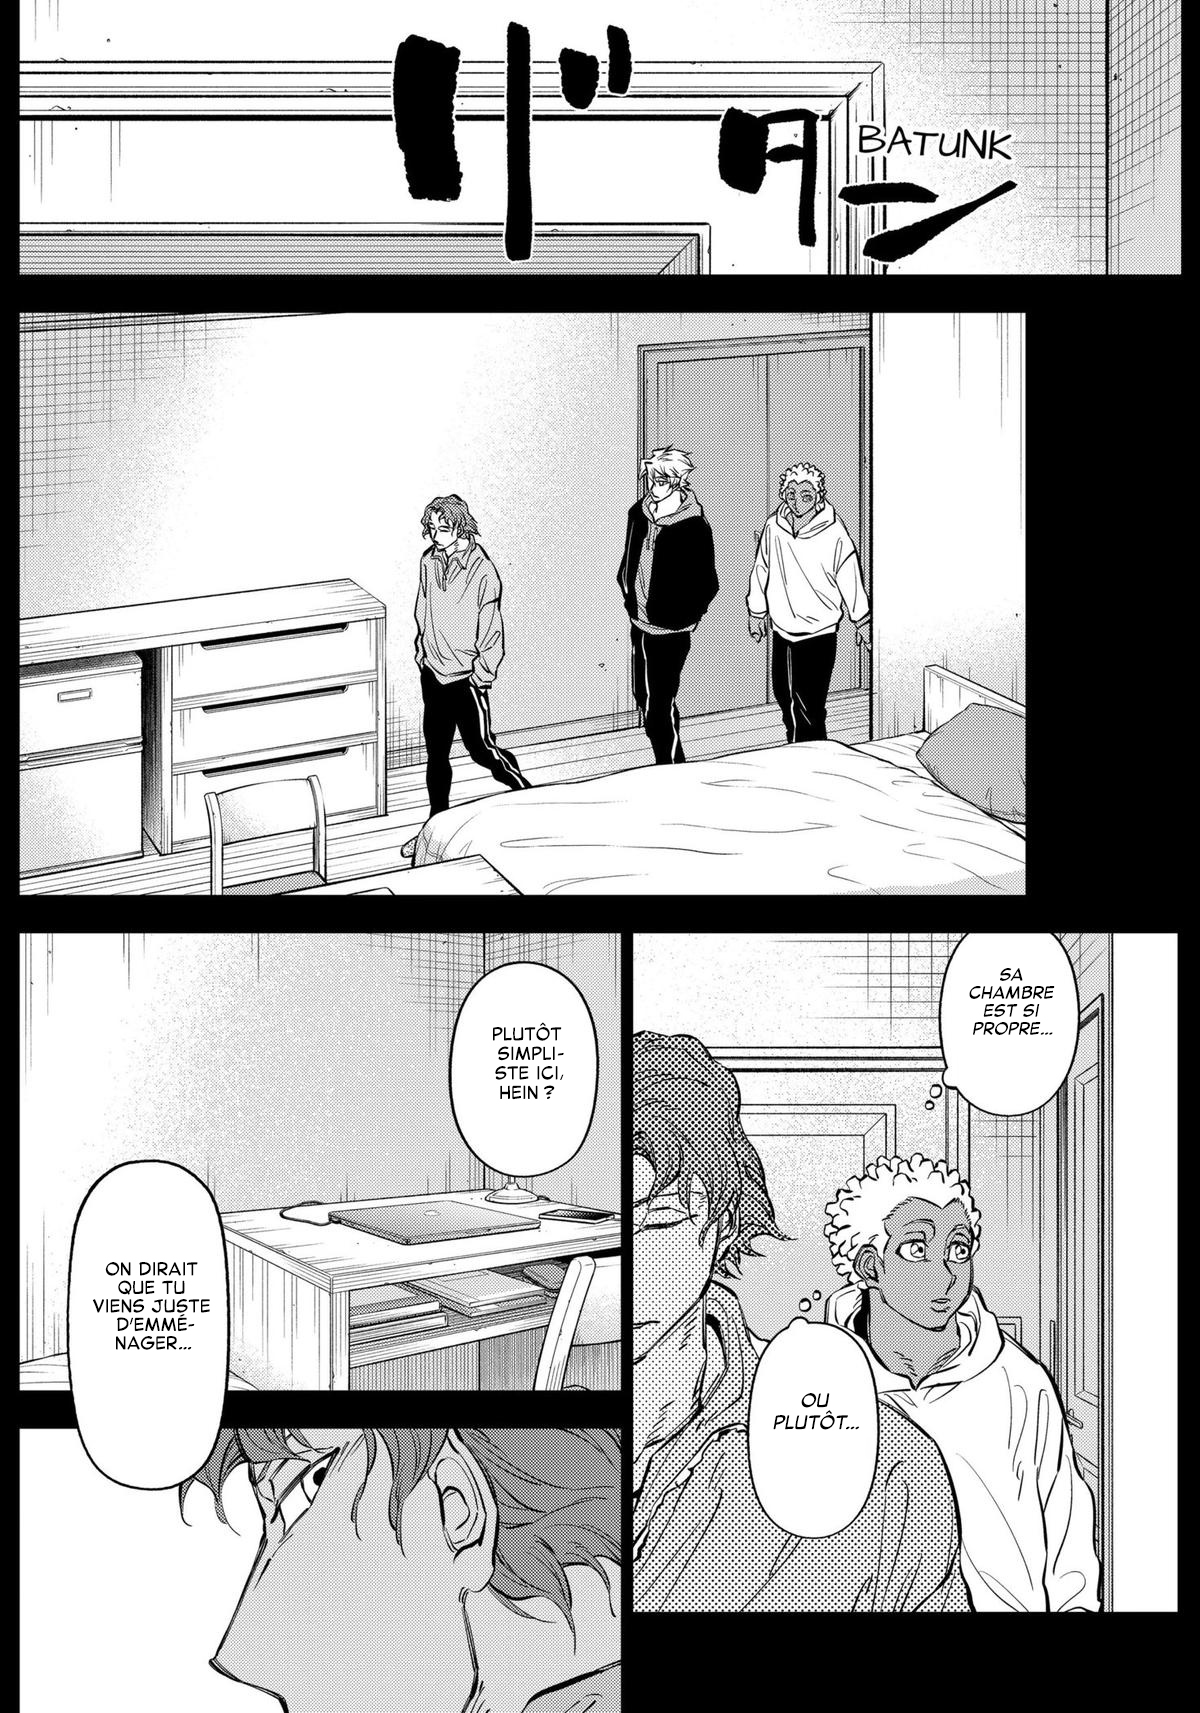 バタン
BATUNK
SA
CHAMBRE
EST SI
PROPRE...
OU
PLUTÔT...
PLUTÔT
SIMPLI-
STE ICI,
HEIN ?
ON DIRAIT
QUE TU
VIENS JUSTE
D'EMMÉ-
NAGER...